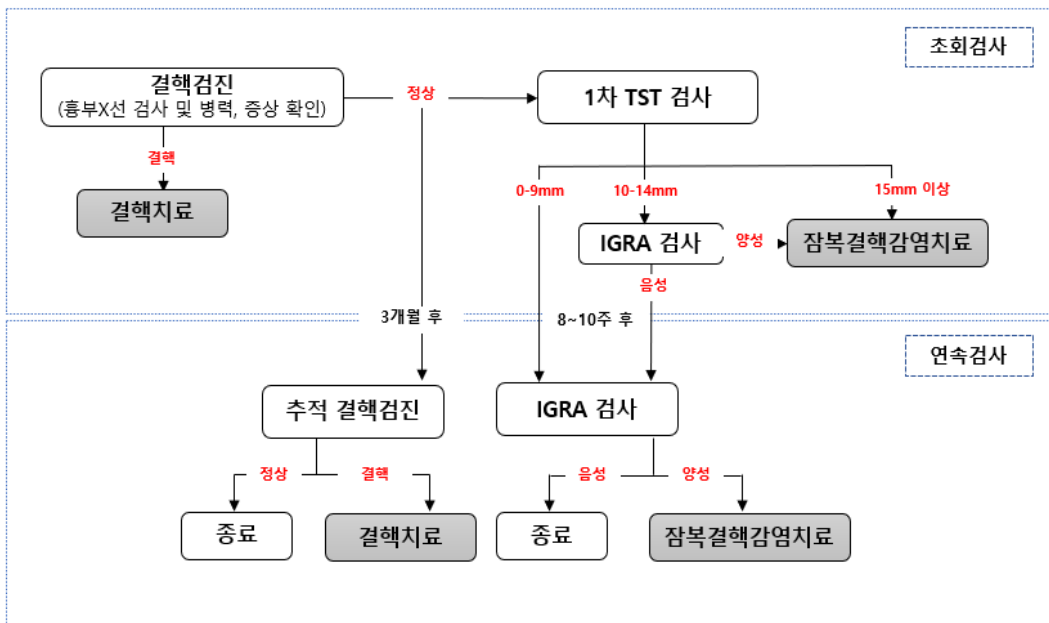 초회검사
결핵검진
(흉부X선 검사 및 병력, 증상 확인)
정상
1차 TST 검사
결핵
0-9mm
10-14mm
15mm 이상
결핵치료
IGRA 검사
양성
잠복결핵감염치료
음성
3개월 후
8~10주 후
연속검사
추적 결핵검진
IGRA 검사
정상
결핵
음성
양성
종료
결핵치료
종료
잠복결핵감염치료